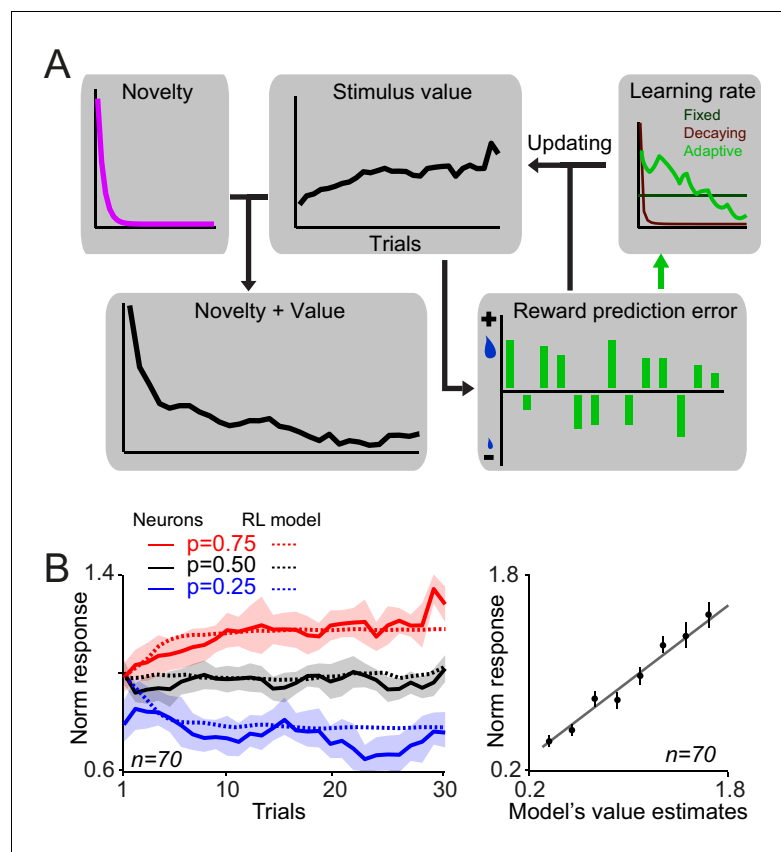 A
Novelty
Stimulus value
Trials
Learning rate
Fixed
Decaying
Adaptive
Updating
Novelty + Value
Reward prediction error
+
-
B
Neurons RL model
p=0.75
p=0.50
p=0.25
Norm response
1.4
0.6
n=70
1 10 20 30
Trials
Norm response
1.8
0.2
n=70
0.2 1.8
Model's value estimates